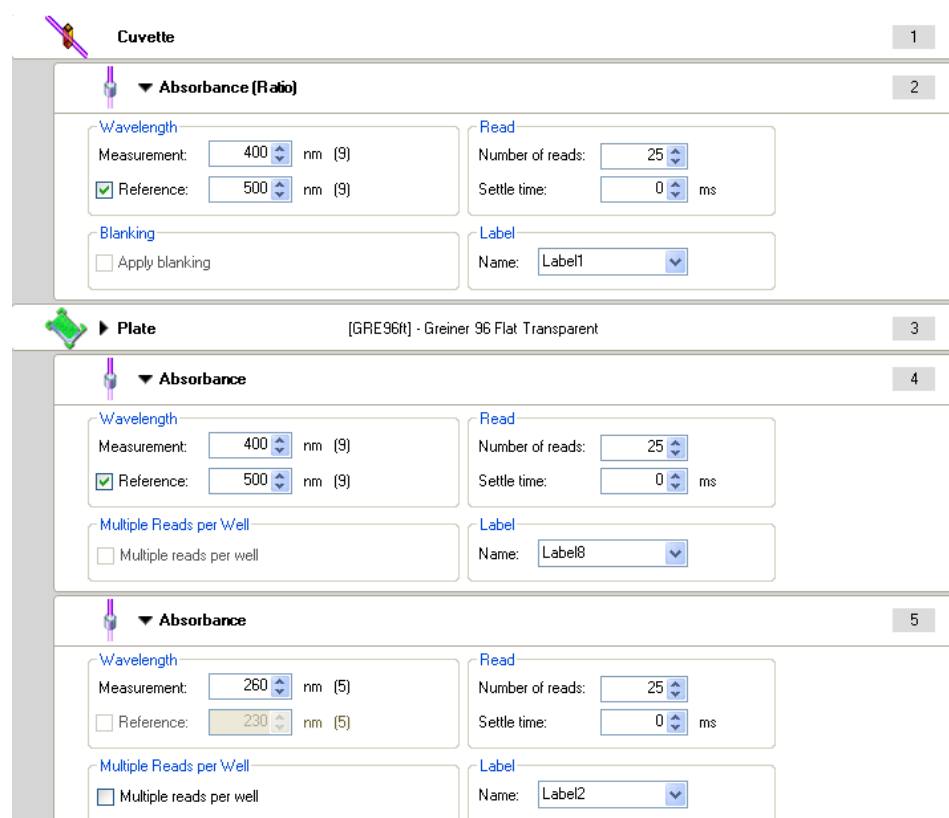 Cuvette 1
Absorbance (Ratio) 2
Wavelength Read
Measurement: 400 nm (9) Number of reads: 25
Reference: 500 nm (9) Settle time: 0 ms
Blanking Label
Apply blanking Name: Label1
Plate [GRE96ft] - Greiner 96 Flat Transparent 3
Absorbance 4
Wavelength Read
Measurement: 400 nm (9) Number of reads: 25
Reference: 500 nm (9) Settle time: 0 ms
Multiple Reads per Well Label
Multiple reads per well Name: Label8
Absorbance 5
Wavelength Read
Measurement: 260 nm (5) Number of reads: 25
Reference: 230 nm (5) Settle time: 0 ms
Multiple Reads per Well Label
Multiple reads per well Name: Label2